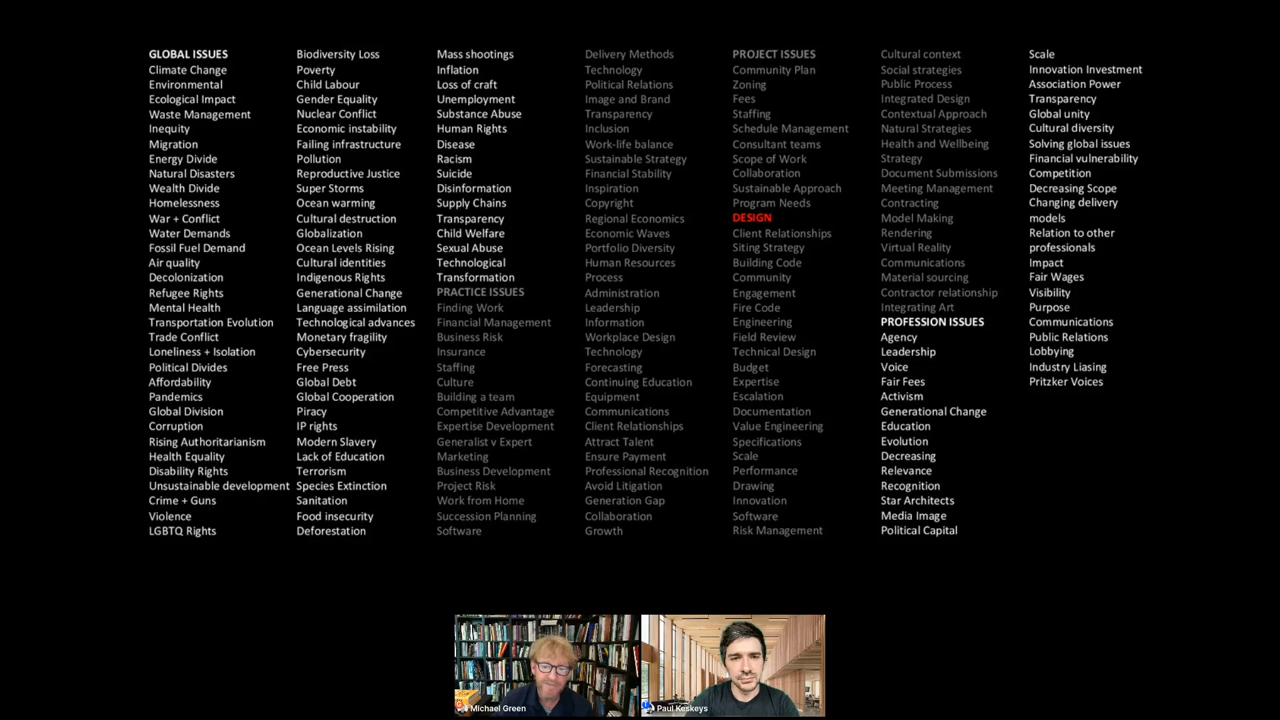 GLOBAL ISSUES
Climate Change
Environmental
Ecological Impact
Waste Management
Inequity
Migration
Energy Divide
Natural Disasters
Wealth Divide
Homelessness
War + Conflict
Water Demands
Fossil Fuel Demand
Air quality
Decolonization
Refugee Rights
Mental Health
Transportation Evolution
Trade Conflict
Loneliness + Isolation
Political Divides
Affordability
Pandemics
Global Division
Corruption
Rising Authoritarianism
Health Equality
Disability Rights
Unsustainable development
Crime + Guns
Violence
LGBTQ Rights
Biodiversity Loss
Poverty
Child Labour
Gender Equality
Nuclear Conflict
Economic instability
Failing infrastructure
Pollution
Reproductive Justice
Super Storms
Ocean warming
Cultural destruction
Globalization
Ocean Levels Rising
Cultural identities
Indigenous Rights
Generational Change
Language assimilation
Technological advances
Monetary fragility
Cybersecurity
Free Press
Global Debt
Global Cooperation
Piracy
IP rights
Modern Slavery
Lack of Education
Terrorism
Species Extinction
Sanitation
Food insecurity
Deforestation
Mass shootings
Inflation
Loss of craft
Unemployment
Substance Abuse
Human Rights
Disease
Racism
Suicide
Disinformation
Supply Chains
Transparency
Child Welfare
Sexual Abuse
Technological
Transformation
PRACTICE ISSUES
Finding Work
Financial Management
Business Risk
Insurance
Staffing
Culture
Building a team
Competitive Advantage
Expertise Development
Generalist v Expert
Marketing
Business Development
Project Risk
Work from Home
Succession Planning
Software
Delivery Methods
Technology
Political Relations
Image and Brand
Transparency
Inclusion
Work-life balance
Sustainable Strategy
Financial Stability
Inspiration
Copyright
Regional Economics
Economic Waves
Portfolio Diversity
Human Resources
Process
Administration
Leadership
Information
Workplace Design
Technology
Forecasting
Continuing Education
Equipment
Communications
Client Relationships
Attract Talent
Ensure Payment
Professional Recognition
Avoid Litigation
Generation Gap
Collaboration
Growth
PROJECT ISSUES
Community Plan
Zoning
Fees
Staffing
Schedule Management
Consultant teams
Scope of Work
Collaboration
Sustainable Approach
Program Needs
DESIGN
Client Relationships
Siting Strategy
Building Code
Community
Engagement
Fire Code
Engineering
Field Review
Technical Design
Budget
Expertise
Escalation
Documentation
Value Engineering
Specifications
Scale
Performance
Drawing
Innovation
Software
Risk Management
Cultural context
Social strategies
Public Process
Integrated Design
Contextual Approach
Natural Strategies
Health and Wellbeing
Strategy
Document Submissions
Meeting Management
Contracting
Model Making
Rendering
Virtual Reality
Communications
Material sourcing
Contractor relationship
Integrating Art
PROFESSION ISSUES
Agency
Leadership
Voice
Fair Fees
Activism
Generational Change
Education
Evolution
Decreasing
Relevance
Recognition
Star Architects
Media Image
Political Capital
Scale
Innovation Investment
Association Power
Transparency
Global unity
Cultural diversity
Solving global issues
Financial vulnerability
Competition
Decreasing Scope
Changing delivery
models
Relation to other
professionals
Impact
Fair Wages
Visibility
Purpose
Communications
Public Relations
Lobbying
Industry Liasing
Pritzker Voices
Michael Green
Paul Keskeys